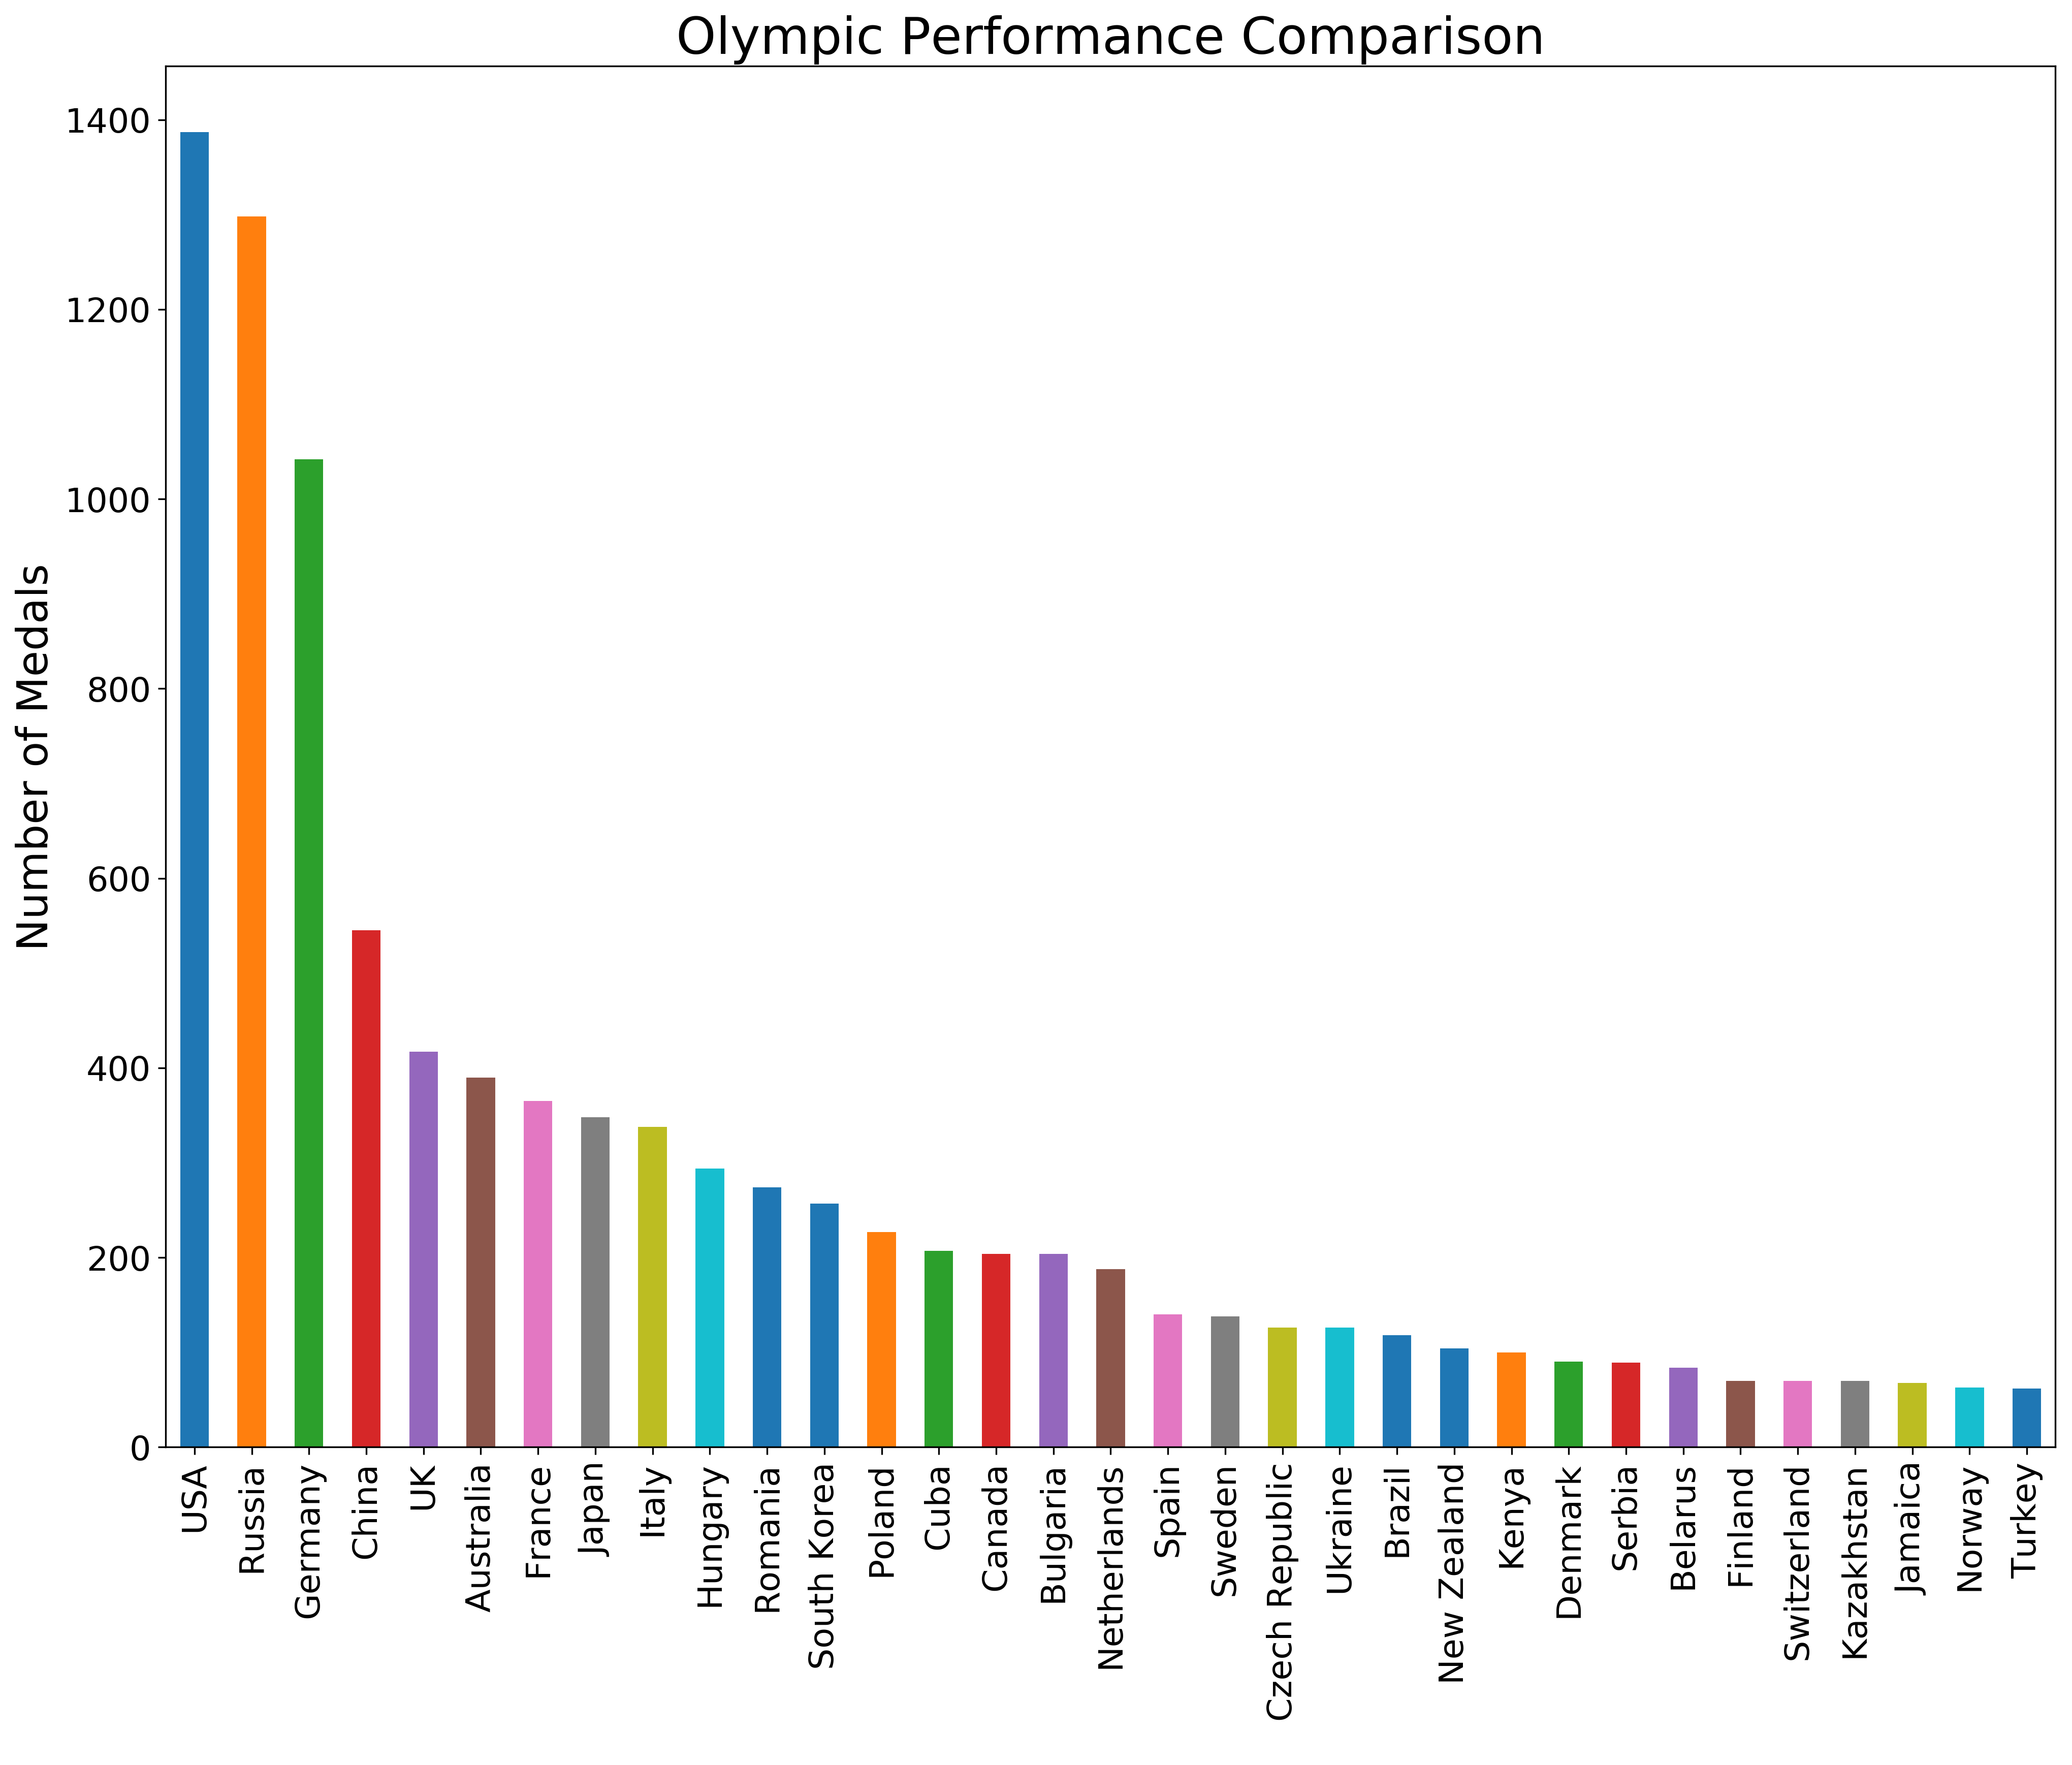 Olympic Performance Comparison
Number of Medals
1400
1200
1000
800
600
400
200
0
USA
Russia
Germany
China
UK
Australia
France
Japan
Italy
Hungary
Romania
South Korea
Poland
Cuba
Canada
Bulgaria
Netherlands
Spain
Sweden
Czech Republic
Ukraine
Brazil
New Zealand
Kenya
Denmark
Serbia
Belarus
Finland
Switzerland
Kazakhstan
Jamaica
Norway
Turkey